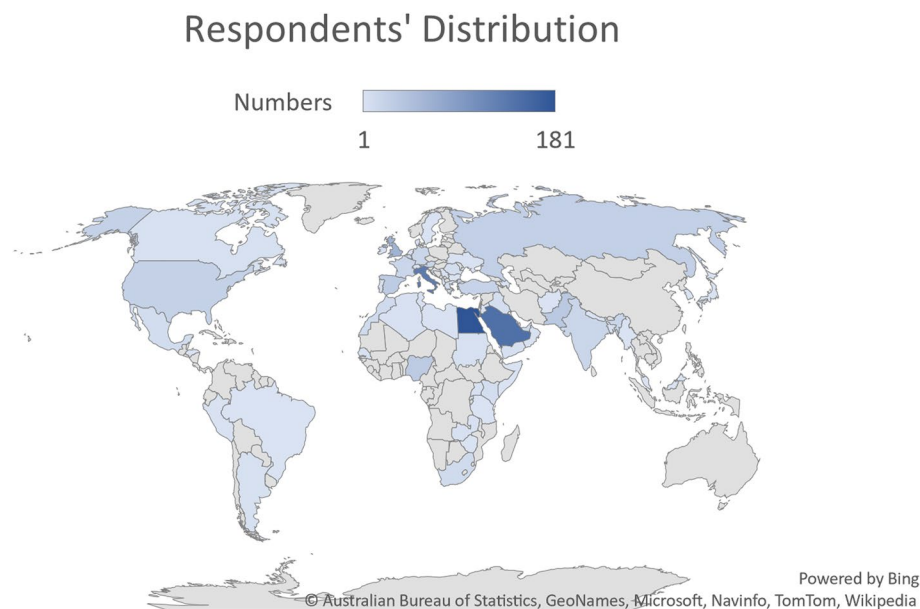 Respondents' Distribution
Numbers
1 181
Powered by Bing
© Australian Bureau of Statistics, GeoNames, Microsoft, Navinfo, TomTom, Wikipedia